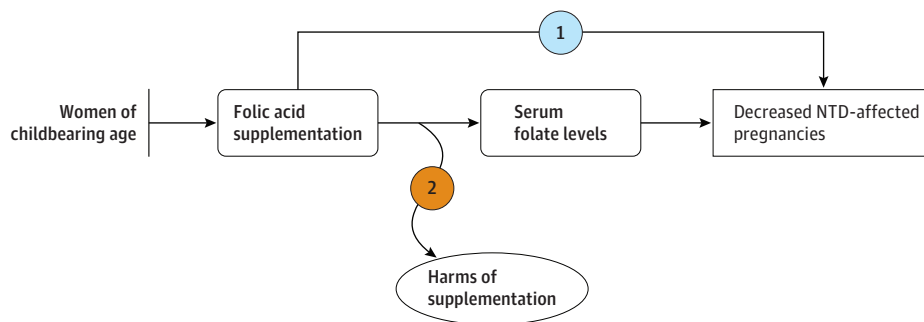 1
Women of
childbearing age
Folic acid
supplementation
Serum
folate levels
Decreased NTD-affected
pregnancies
2
Harms of
supplementation